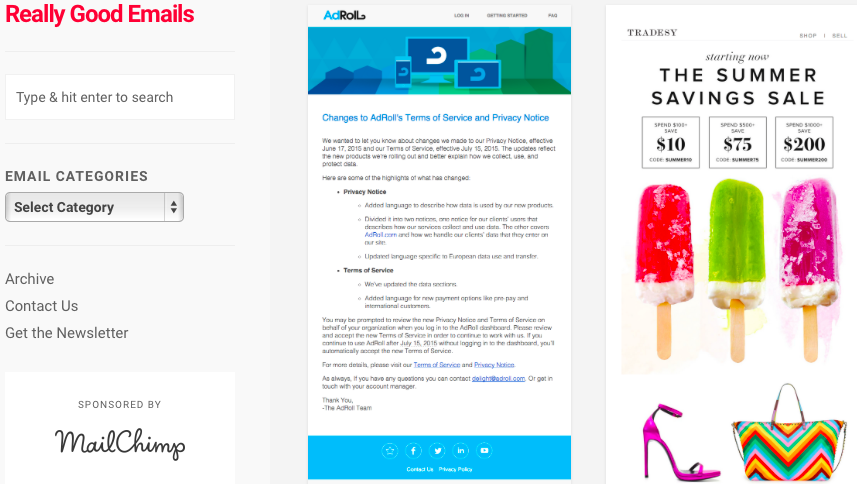 Really Good Emails
Type & hit enter to search
EMAIL CATEGORIES
Select Category
Archive
Contact Us
Get the Newsletter
SPONSORED BY
MailChimp
AdRoll
LOG IN GETTING STARTED FAQ
Changes to AdRoll's Terms of Service and Privacy Notice
We wanted to let you know about changes we made to our Privacy Notice, effective
June 17, 2015 and our Terms of Service, effective July 15, 2015. The updates reflect
the new products we're rolling out and better explain how we collect, use, and
protect data.
Here are some of the highlights of what has changed:
• Privacy Notice
○ Added language to describe how data is used by our new products.
○ Divided it into two notices, one notice for our clients' users that
describe how our services collect and use data. The other covers
AdRoll.com and how we handle our clients' data that they enter on
our site.
○ Updated language specific to European data use and transfer.
• Terms of Service
○ We've updated the data sections.
○ Added language for new payment options like pre-pay and
international customers.
You may be prompted to review the new Privacy Notice and Terms of Service on
behalf of your organization when you log in to the AdRoll dashboard. Please review
and accept the new Terms of Service in order to continue to work with us. If you
continue to use AdRoll after July 15, 2015 without logging in to the dashboard, you'll
automatically accept the new Terms of Service.
For more details, please visit our Terms of Service and Privacy Notice.
As always, if you have any questions you can contact delight@adroll.com. Or get in
touch with your account manager.
Thank You,
-The AdRoll Team
Contact Us Privacy Policy
TRADESY
SHOP | SELL
starting now
THE SUMMER
SAVINGS SALE
SPEND $100+
SAVE
$10
CODE: SUMMER10
SPEND $500+
SAVE
$75
CODE: SUMMER75
SPEND $1000+
SAVE
$200
CODE: SUMMER200